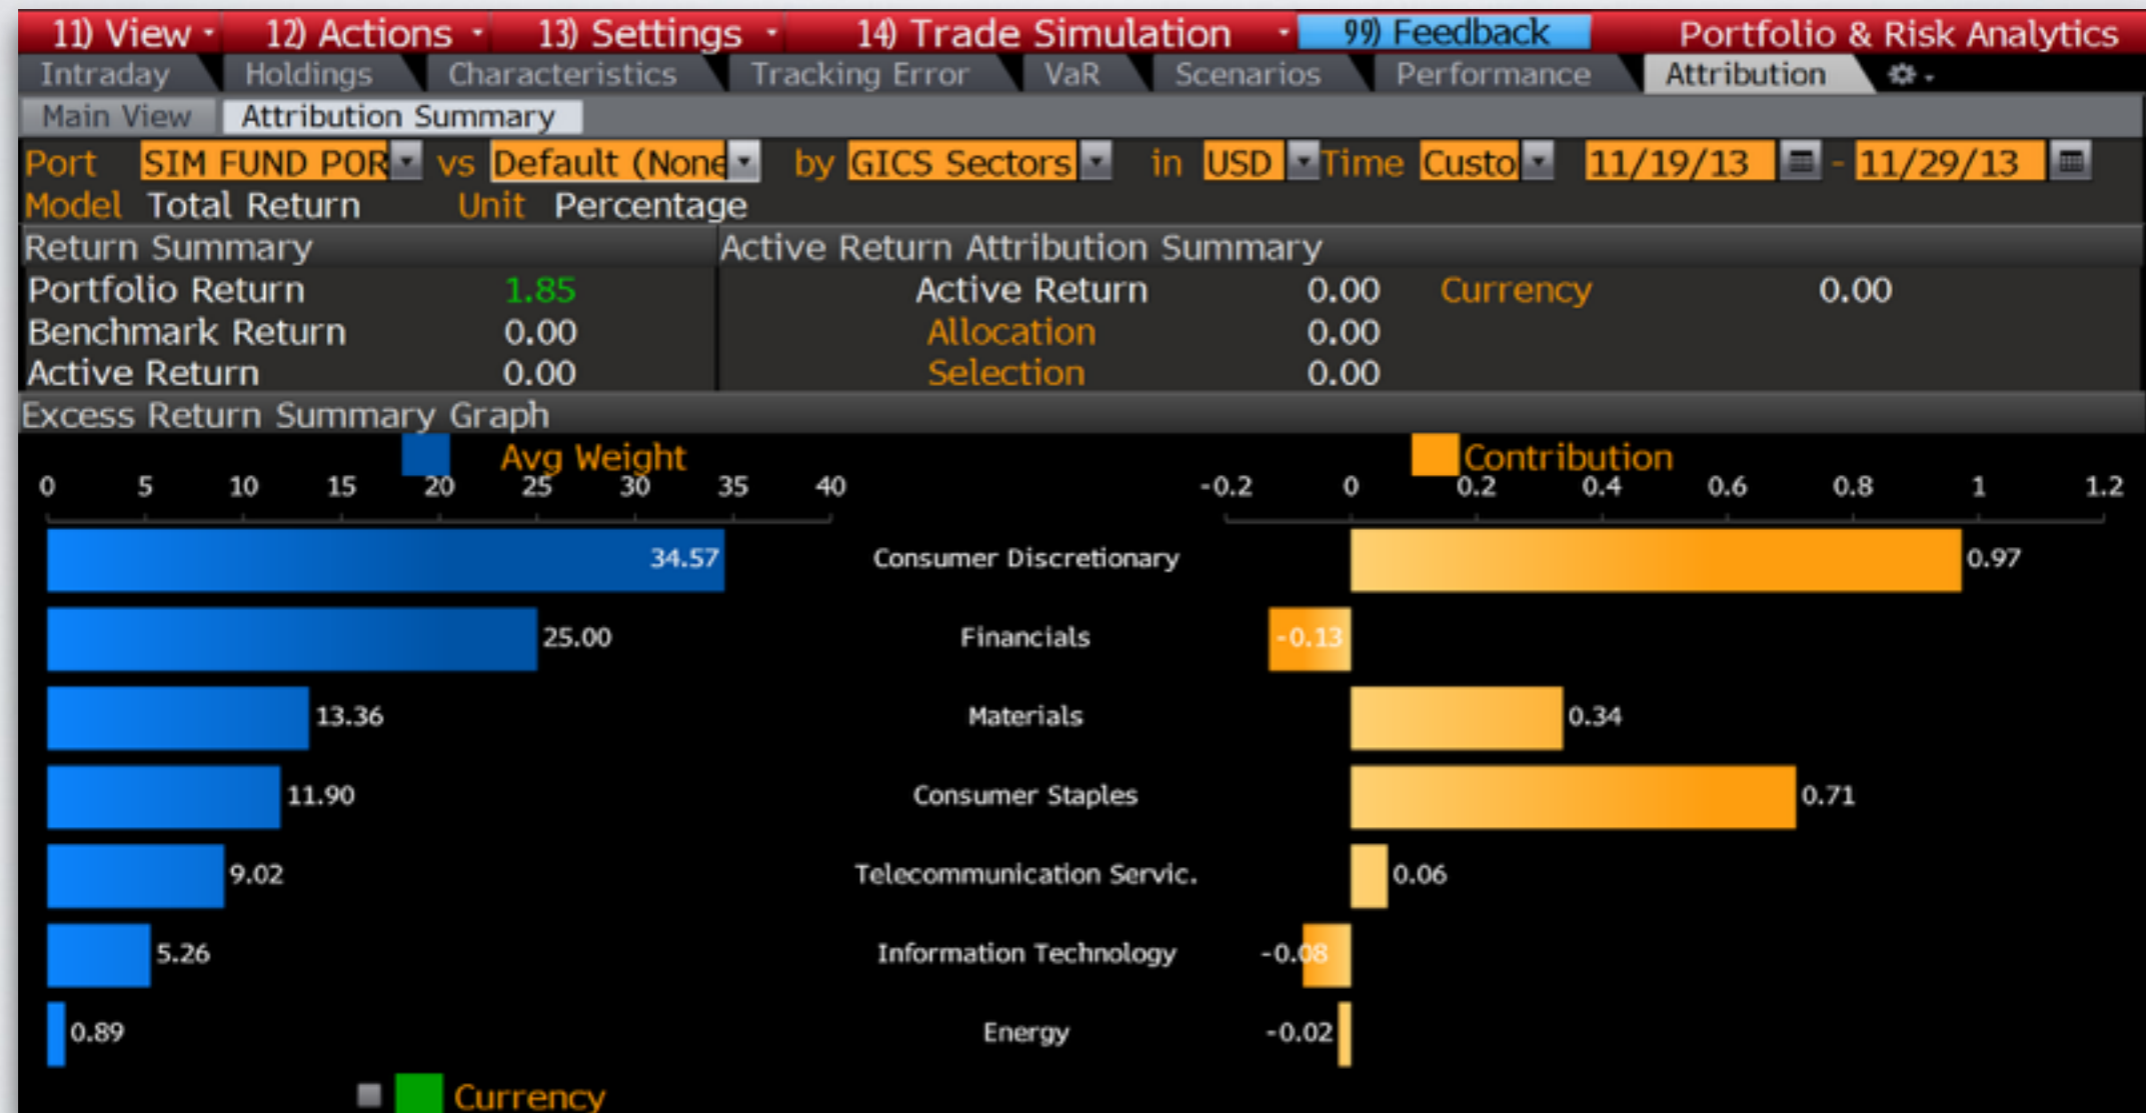 11) View 12) Actions 13) Settings 14) Trade Simulation 99) Feedback Portfolio & Risk Analytics
Intraday Holdings Characteristics Tracking Error VaR Scenarios Performance Attribution
Main View Attribution Summary
Port SIM FUND POR vs Default (None by GICS Sectors in USD Time Custo 11/19/13 - 11/29/13
Model Total Return Unit Percentage
Return Summary Active Return Attribution Summary
Portfolio Return 1.85 Active Return 0.00 Currency 0.00
Benchmark Return 0.00 Allocation 0.00
Active Return 0.00 Selection 0.00
Excess Return Summary Graph
Avg Weight Contribution
0 5 10 15 20 25 30 35 40 -0.2 0 0.2 0.4 0.6 0.8 1 1.2
34.57 Consumer Discretionary 0.97
25.00 Financials -0.13
13.36 Materials 0.34
11.90 Consumer Staples 0.71
9.02 Telecommunication Servic. 0.06
5.26 Information Technology -0.08
0.89 Energy -0.02
Currency